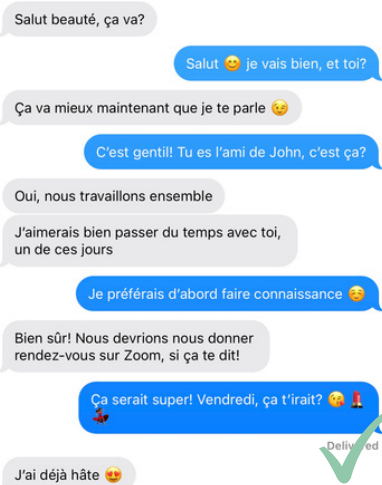 Salut beauté, ça va?
Salut 😊 je vais bien, et toi?
Ça va mieux maintenant que je te parle 😉
C'est gentil! Tu es l'ami de John, c'est ça?
Oui, nous travaillons ensemble
J'aimerais bien passer du temps avec toi,
un de ces jours
Je préférais d'abord faire connaissance ☺️
Bien sûr! Nous devrions nous donner
rendez-vous sur Zoom, si ça te dit!
Ça serait super! Vendredi, ça t'irait? 😘💄
💃
Delivered
J'ai déjà hâte 😍